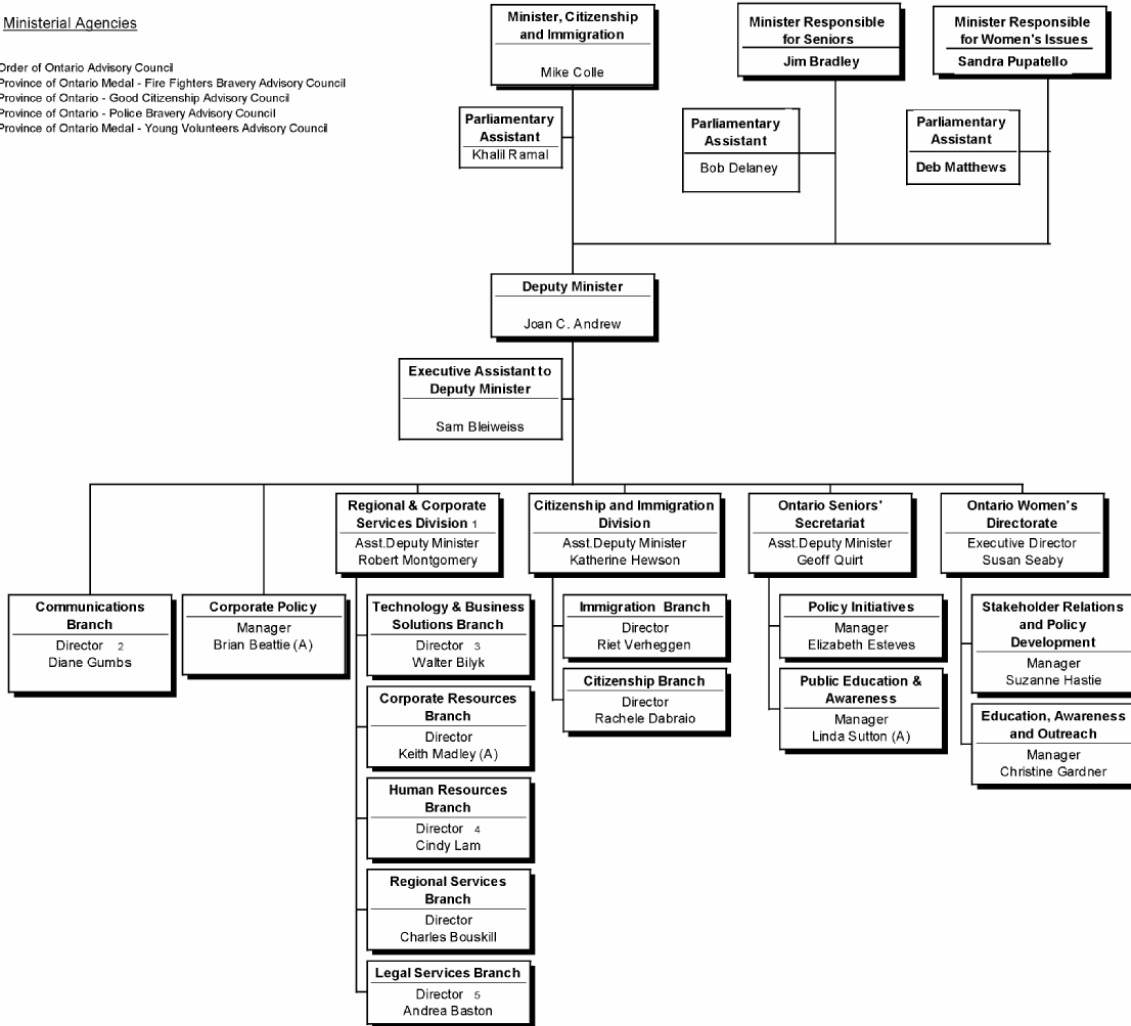 Ministerial Agencies
Order of Ontario Advisory Council
Province of Ontario Medal - Fire Fighters Bravery Advisory Council
Province of Ontario - Good Citizenship Advisory Council
Province of Ontario - Police Bravery Advisory Council
Province of Ontario Medal - Young Volunteers Advisory Council
Minister, Citizenship
and Immigration
Mike Colle
Minister Responsible
for Seniors
Jim Bradley
Minister Responsible
for Women's Issues
Sandra Pupatello
Parliamentary
Assistant
Khalil Ramal
Parliamentary
Assistant
Bob Delaney
Parliamentary
Assistant
Deb Matthews
Deputy Minister
Joan C. Andrew
Executive Assistant to
Deputy Minister
Sam Bleiweiss
Communications
Branch
Director 2
Diane Gumbs
Corporate Policy
Manager
Brian Beattie (A)
Regional & Corporate
Services Division 1
Asst.Deputy Minister
Robert Montgomery
Technology & Business
Solutions Branch
Director 3
Walter Bilyk
Corporate Resources
Branch
Director
Keith Madley (A)
Human Resources
Branch
Director 4
Cindy Lam
Regional Services
Branch
Director
Charles Bouskill
Legal Services Branch
Director 5
Andrea Baston
Citizenship and Immigration
Division
Asst.Deputy Minister
Katherine Hewson
Immigration Branch
Director
Riet Verheggen
Citizenship Branch
Director
Rachele Dabraio
Ontario Seniors'
Secretariat
Asst.Deputy Minister
Geoff Quirt
Policy Initiatives
Manager
Elizabeth Esteves
Public Education &
Awareness
Manager
Linda Sutton (A)
Ontario Women's
Directorate
Executive Director
Susan Seaby
Stakeholder Relations
and Policy
Development
Manager
Suzanne Hastie
Education, Awareness
and Outreach
Manager
Christine Gardner